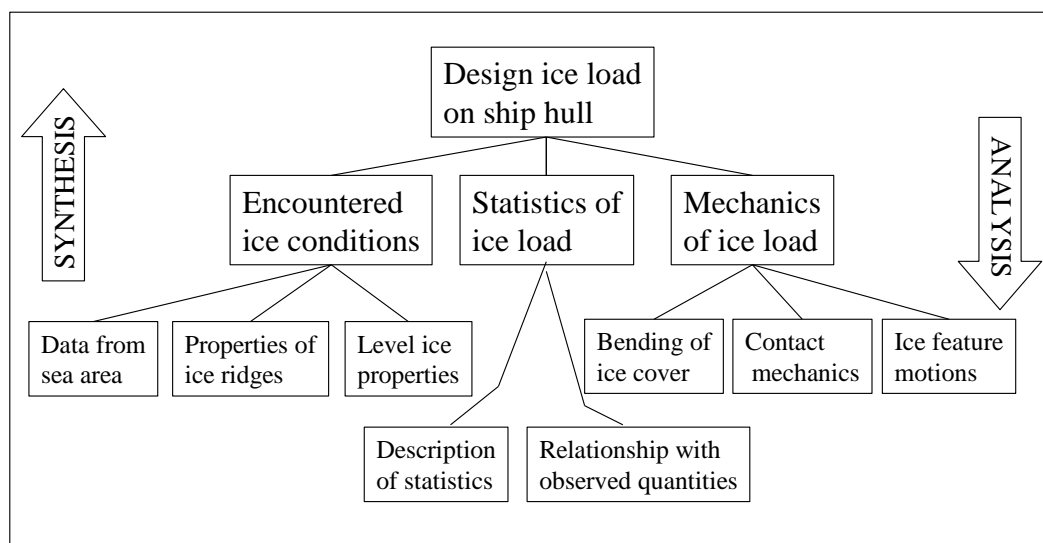 Design ice load
on ship hull
SYNTHESIS
ANALYSIS
Encountered
ice conditions
Statistics of
ice load
Mechanics
of ice load
Data from
sea area
Properties of
ice ridges
Level ice
properties
Bending of
ice cover
Contact
mechanics
Ice feature
motions
Description
of statistics
Relationship with
observed quantities